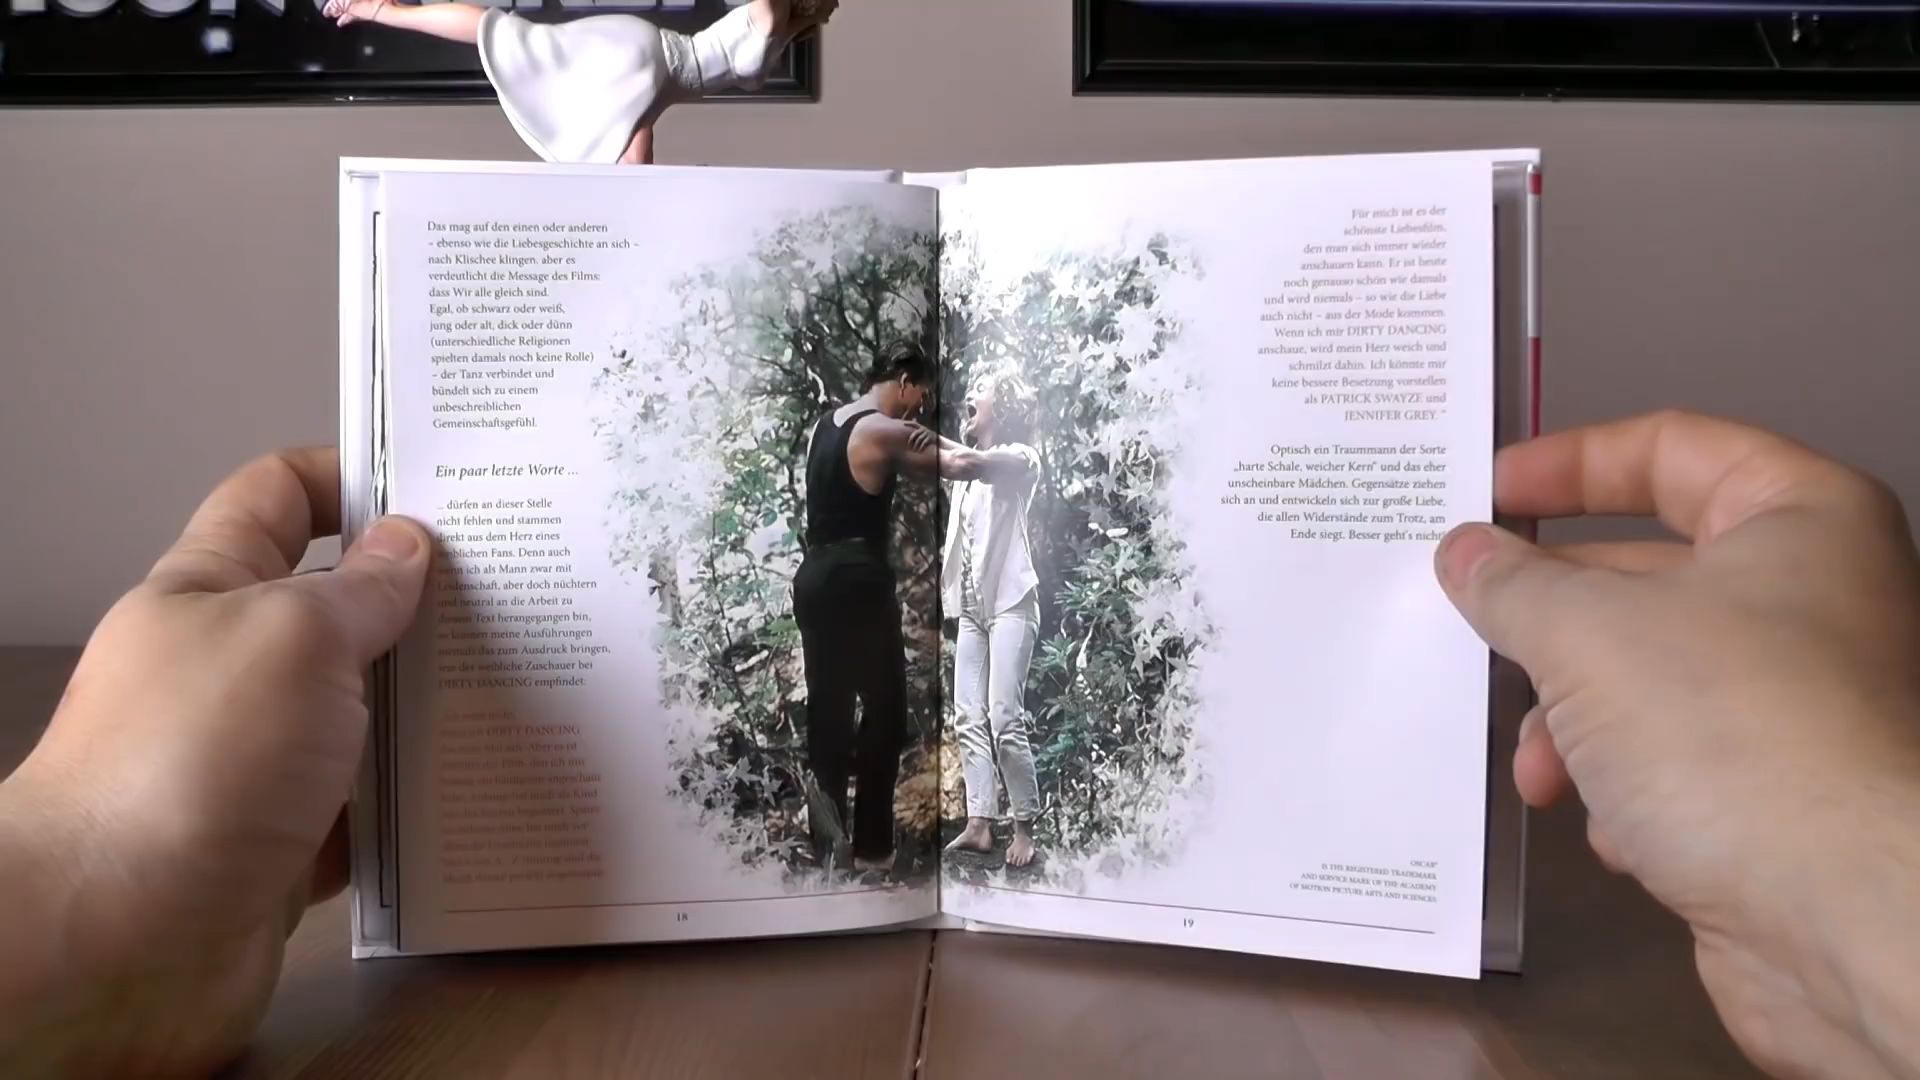 Das mag auf den einen oder anderen
– ebenso wie die Liebesgeschichte an sich –
nach Klischee klingen, aber es
verdeutlicht die Message des Films:
dass Wir alle gleich sind.
Egal, ob schwarz oder weiß,
jung oder alt, dick oder dünn
(unterschiedliche Religionen
spielten damals noch keine Rolle)
– der Tanz verbindet und
bündelt sich zu einem
unbeschreiblichen
Gemeinschaftsgefühl.
Ein paar letzte Worte ...
... dürfen an dieser Stelle
nicht fehlen und stammen
direkt aus dem Herz eines
weiblichen Fans. Denn auch
wenn ich als Mann zwar mit
Leidenschaft, aber doch nüchtern
und neutral an die Arbeit zu
diesem Text herangegangen bin,
so können meine Ausführungen
niemals das zum Ausdruck bringen,
was der weibliche Zuschauer bei
DIRTY DANCING empfindet:
DIRTY DANCING
Aber es ist
Film, den ich am
angeschaut
als Kind
18
Für mich ist es der
schönste Liebesfilm,
den man sich immer wieder
anschauen kann. Er ist heute
noch genauso schön wie damals
und wird niemals – so wie die Liebe
auch nicht – aus der Mode kommen.
Wenn ich mir DIRTY DANCING
anschaue, wird mein Herz weich und
schmilzt dahin. Ich könnte mir
keine bessere Besetzung vorstellen
als PATRICK SWAYZE und
JENNIFER GREY."
Optisch ein Traummann der Sorte
„harte Schale, weicher Kern" und das eher
unscheinbare Mädchen. Gegensätze ziehen
sich an und entwickeln sich zur große Liebe,
die allen Widerstände zum Trotz, am
Ende siegt. Besser geht's nicht!
OSCAR®
IS THE REGISTERED TRADEMARK
AND SERVICE MARK OF THE ACADEMY
OF MOTION PICTURE ARTS AND SCIENCES
19